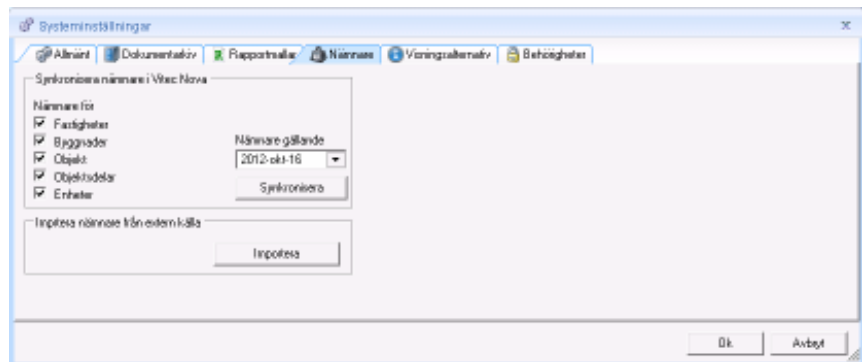 Systeminställningar
Allmänt Dokumentarkiv Rapportmallar Nämnare Visningsalternativ Behörigheter
Synkronisera nämnare i Vitec Nova
Nämnare för
Fastigheter
Byggnader
Objekt
Objektsdelar
Enheter
Nämnare gällande
2012-okt-16
Synkronisera
Importera nämnare från extern källa
Importera
Ok Avbryt